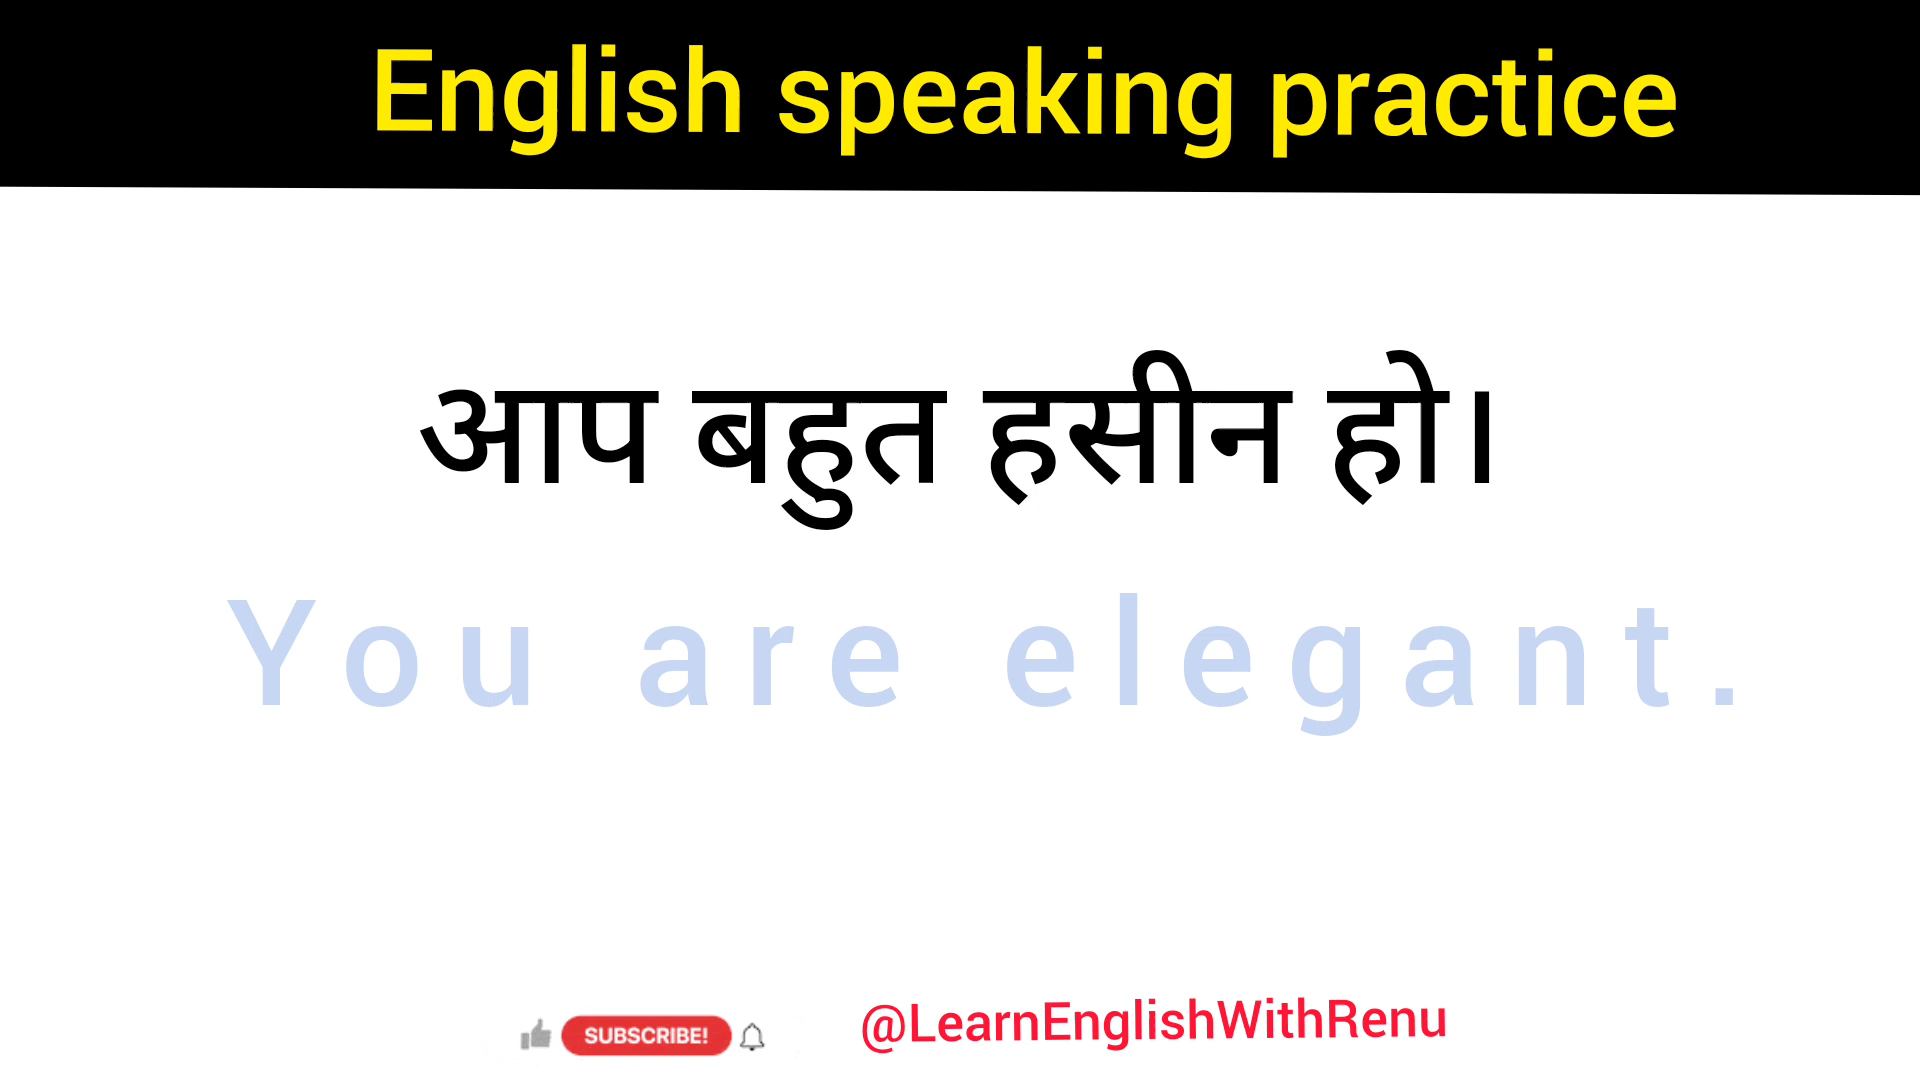 English speaking practice
आप बहुत हसीन हो।
You are elegant.
SUBSCRIBE!
@LearnEnglishWithRenu